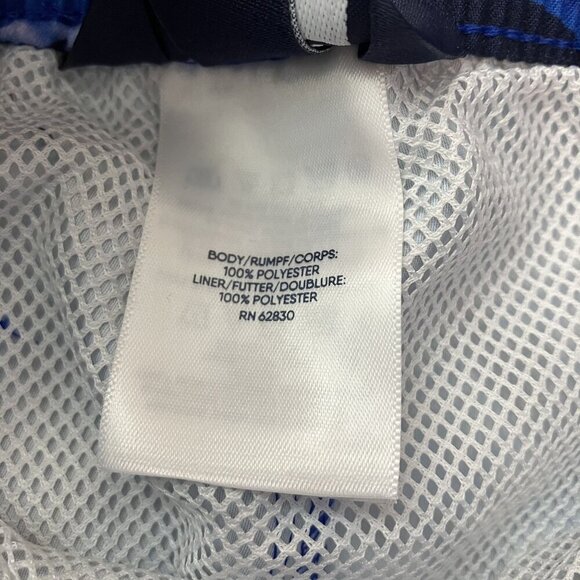 BODY/RUMPF/CORPS:
100% POLYESTER
LINER/FUTTER/DOUBLURE:
100% POLYESTER
RN 62830